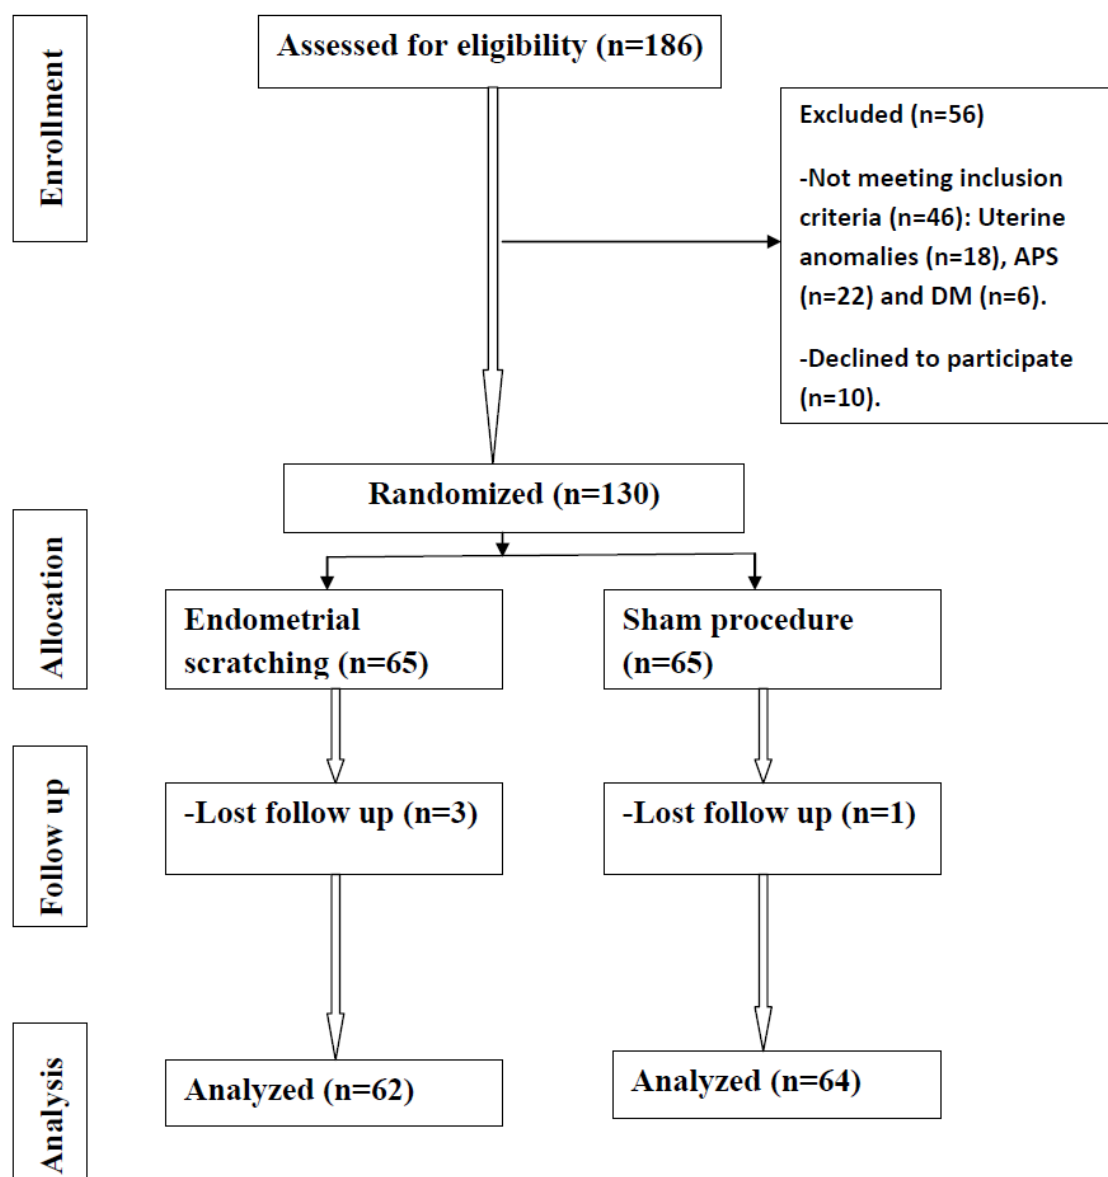 Enrollment
Assessed for eligibility (n=186)
Excluded (n=56)
-Not meeting inclusion
criteria (n=46): Uterine
anomalies (n=18), APS
(n=22) and DM (n=6).
-Declined to participate
(n=10).
Randomized (n=130)
Allocation
Endometrial
scratching (n=65)
Sham procedure
(n=65)
Follow up
-Lost follow up (n=3)
-Lost follow up (n=1)
Analysis
Analyzed (n=62)
Analyzed (n=64)